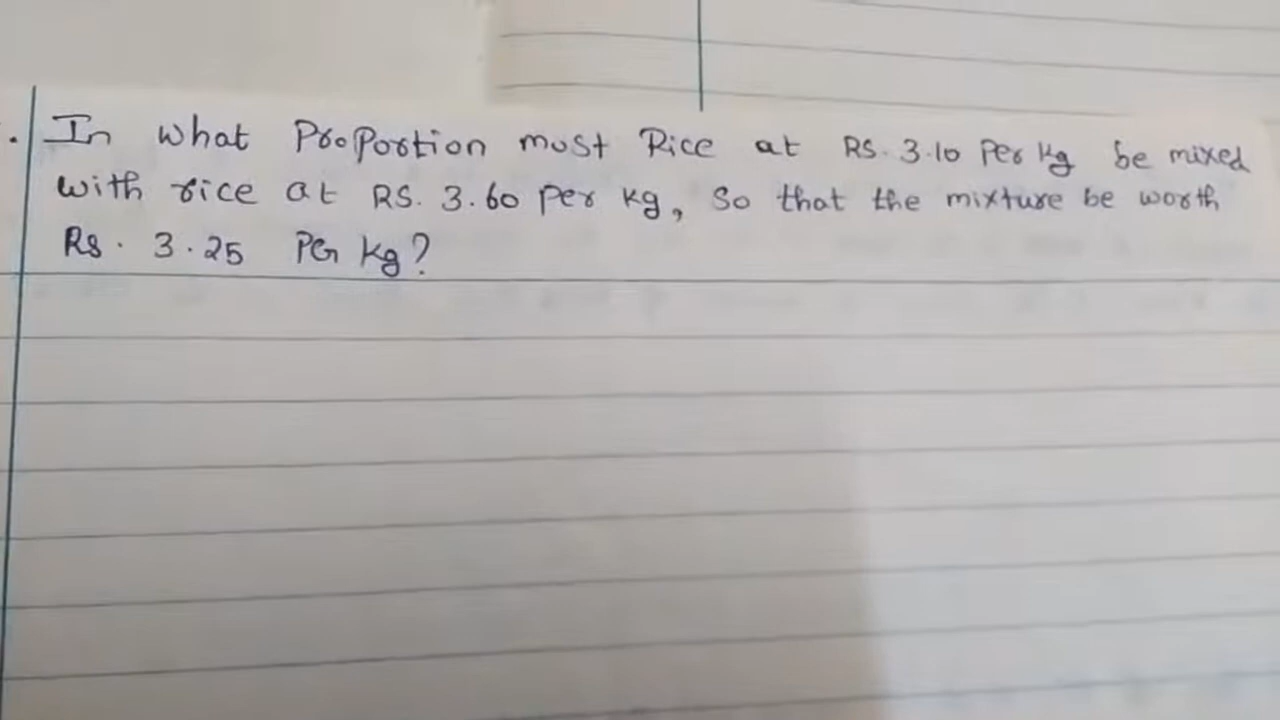 . In what Proportion must Rice at RS. 3.10 Per kg be mixed
with rice at RS. 3.60 per kg, so that the mixture be worth
Rs. 3.25 Per kg?